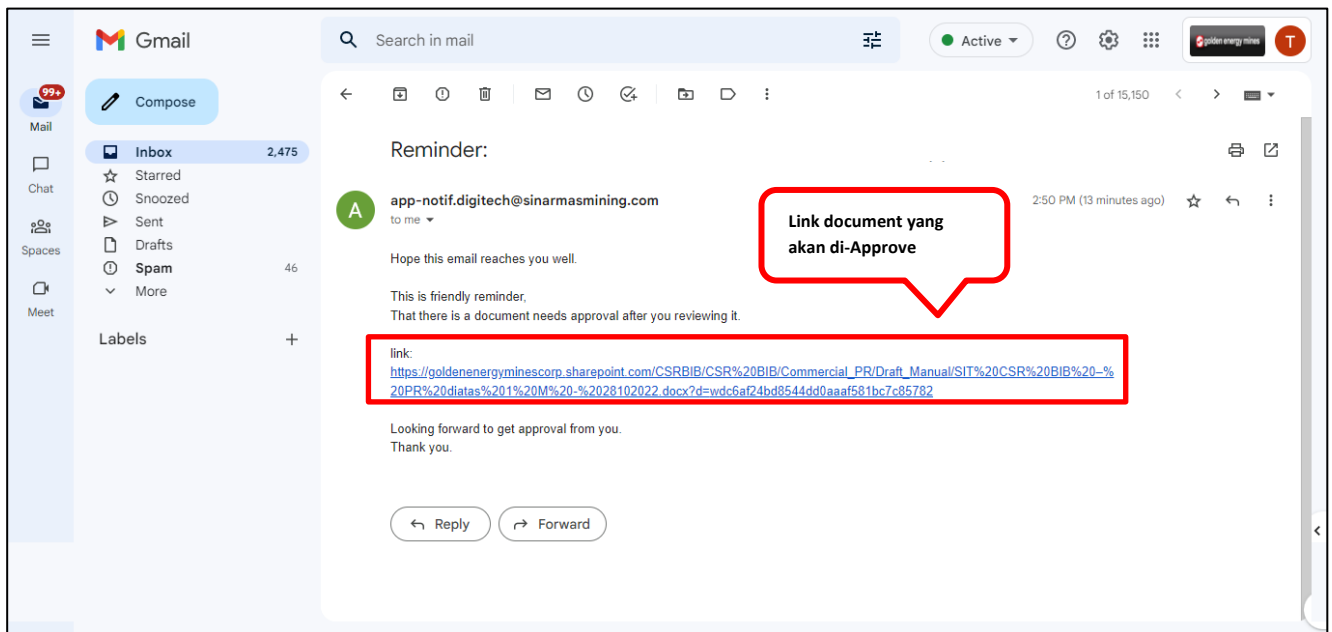 Gmail
Search in mail
Active
golden energy mines
T
99+
Mail
Compose
1 of 15,150
Inbox 2,475
Starred
Snoozed
Sent
Drafts
Spam 46
More
Labels
Chat
Spaces
Meet
Reminder:
A
app-notif.digitech@sinarmasmining.com
2:50 PM (13 minutes ago)
to me
Link document yang
akan di-Approve
Hope this email reaches you well.
This is friendly reminder,
That there is a document needs approval after you reviewing it.
link:
https://goldenenergyminescorp.sharepoint.com/CSRBIB/CSR%20BIB/Commercial_PR/Draft_Manual/SIT%20CSR%20BIB%20–%
20PR%20diatas%201%20M%20-%2028102022.docx?d=wdc6af24bd8544dd0aaaf581bc7c85782
Looking forward to get approval from you.
Thank you.
Reply
Forward